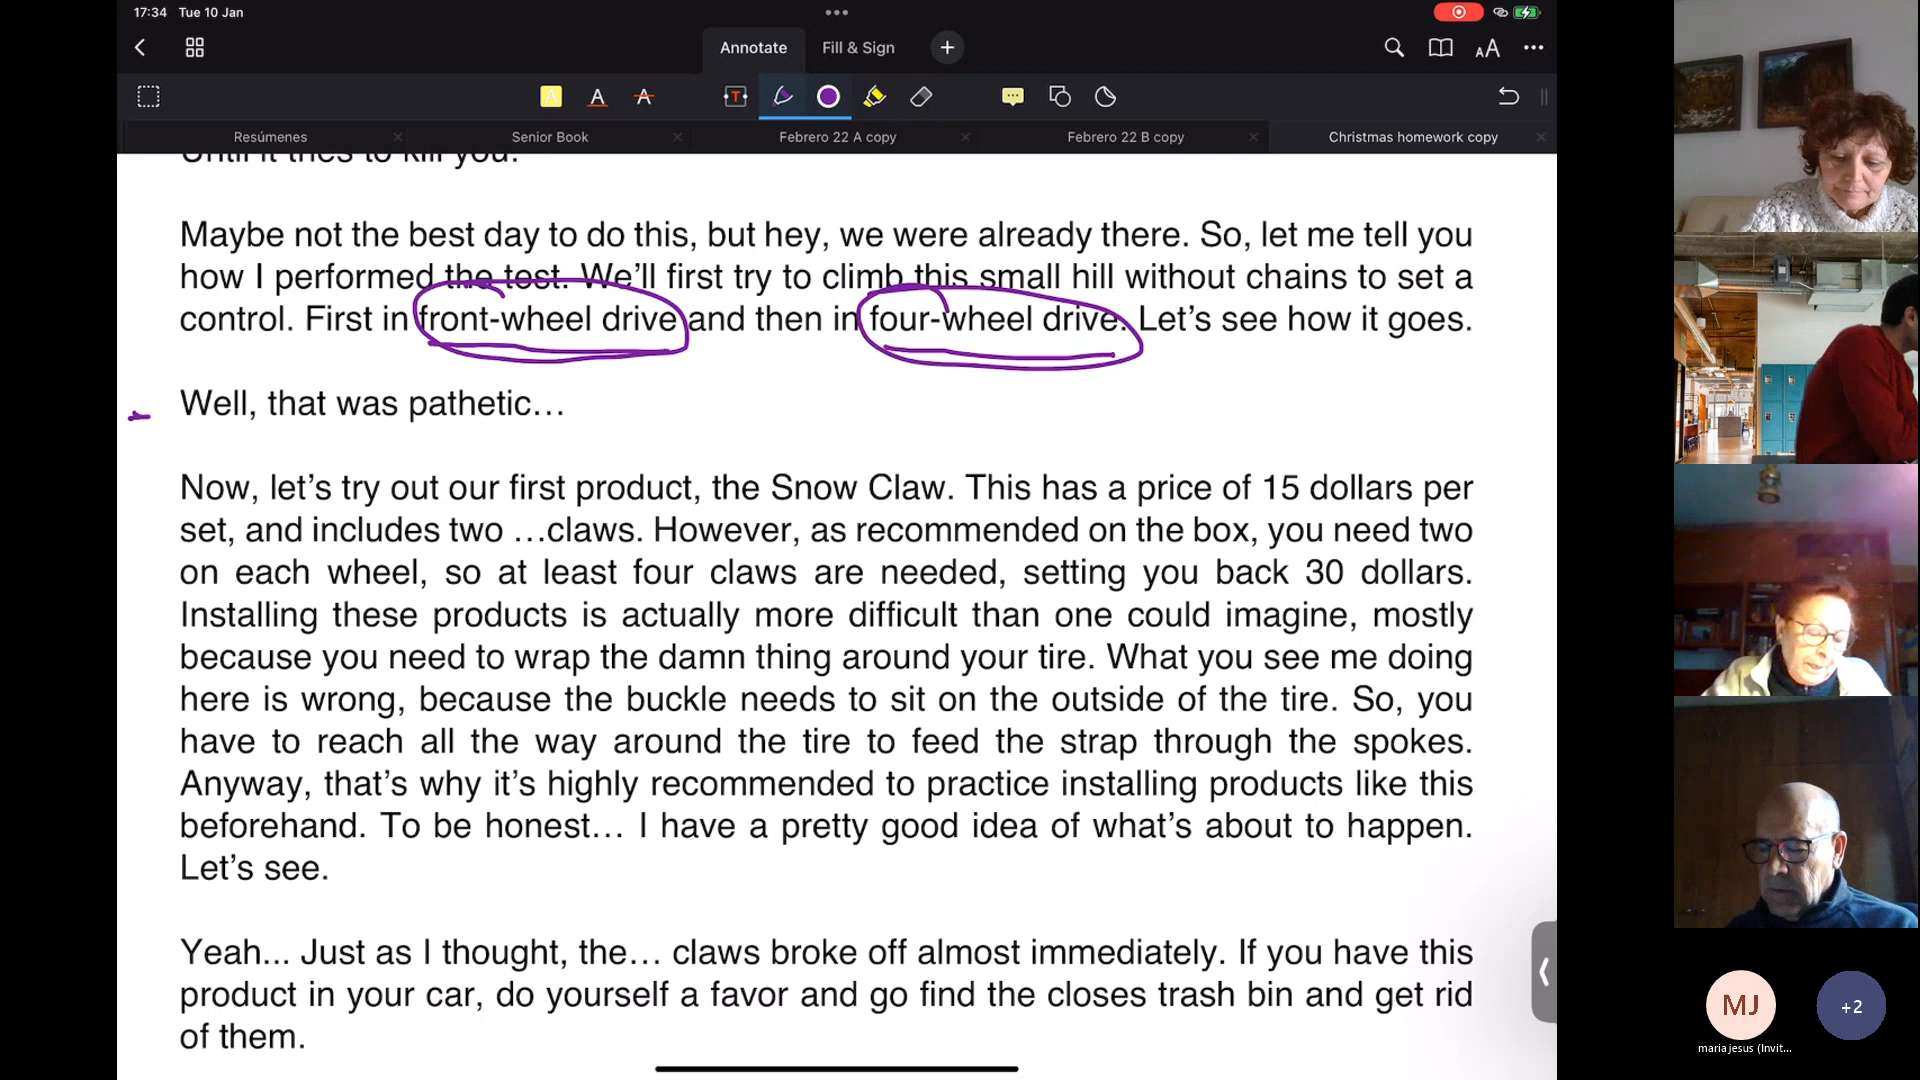 17:34 Tue 10 Jan
Annotate
Fill & Sign
Resúmenes
Senior Book
Febrero 22 A copy
Febrero 22 B copy
Christmas homework copy
Until it tries to kill you.
Maybe not the best day to do this, but hey, we were already there. So, let me tell you
how I performed the test. We'll first try to climb this small hill without chains to set a
control. First in front-wheel drive and then in four-wheel drive. Let's see how it goes.
Well, that was pathetic…
Now, let's try out our first product, the Snow Claw. This has a price of 15 dollars per
set, and includes two …claws. However, as recommended on the box, you need two
on each wheel, so at least four claws are needed, setting you back 30 dollars.
Installing these products is actually more difficult than one could imagine, mostly
because you need to wrap the damn thing around your tire. What you see me doing
here is wrong, because the buckle needs to sit on the outside of the tire. So, you
have to reach all the way around the tire to feed the strap through the spokes.
Anyway, that's why it's highly recommended to practice installing products like this
beforehand. To be honest… I have a pretty good idea of what's about to happen.
Let's see.
Yeah... Just as I thought, the… claws broke off almost immediately. If you have this
product in your car, do yourself a favor and go find the closes trash bin and get rid
of them.
MJ
+2
maria jesus (Invit...